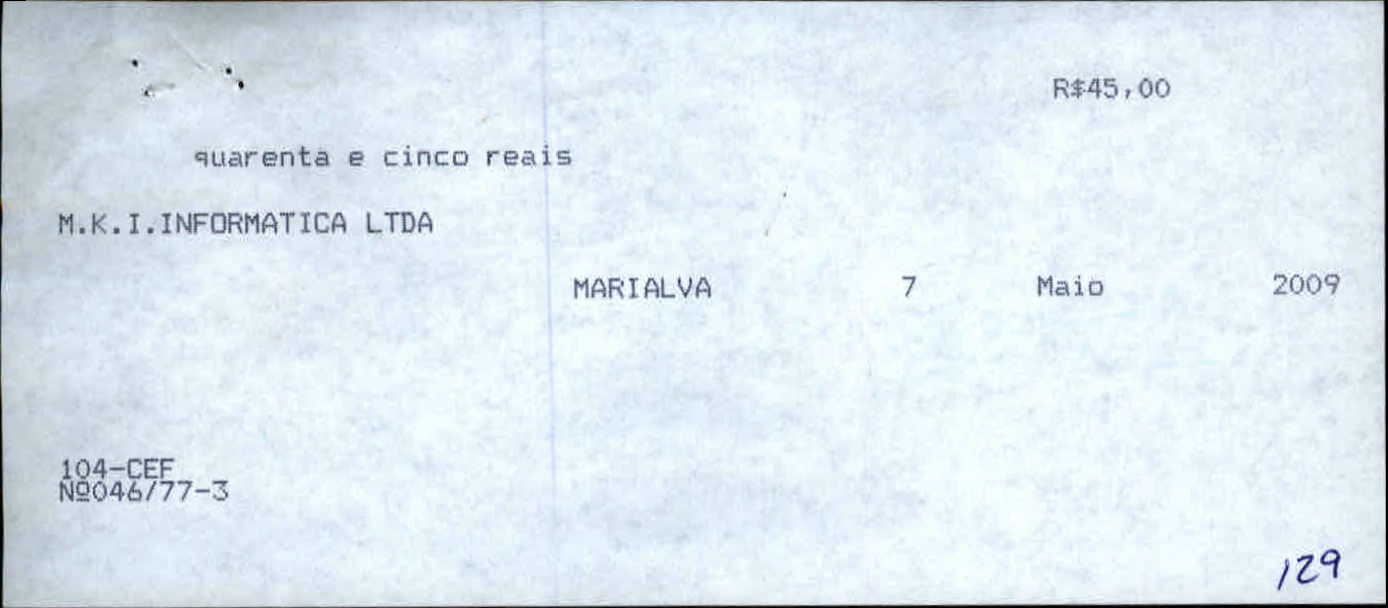 R$45,00
quarenta e cinco reais
M.K.I.INFORMATICA LTDA
MARIALVA 7 Maio 2009
104-CEF
Nº046/77-3
129